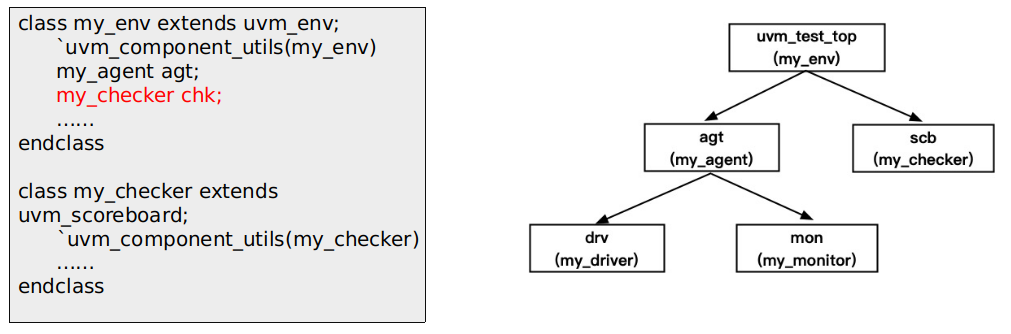 class my_env extends uvm_env;
`uvm_component_utils(my_env)
my_agent agt;
my_checker chk;
......
endclass
class my_checker extends
uvm_scoreboard;
`uvm_component_utils(my_checker)
......
endclass
uvm_test_top
(my_env)
agt
(my_agent)
scb
(my_checker)
drv
(my_driver)
mon
(my_monitor)